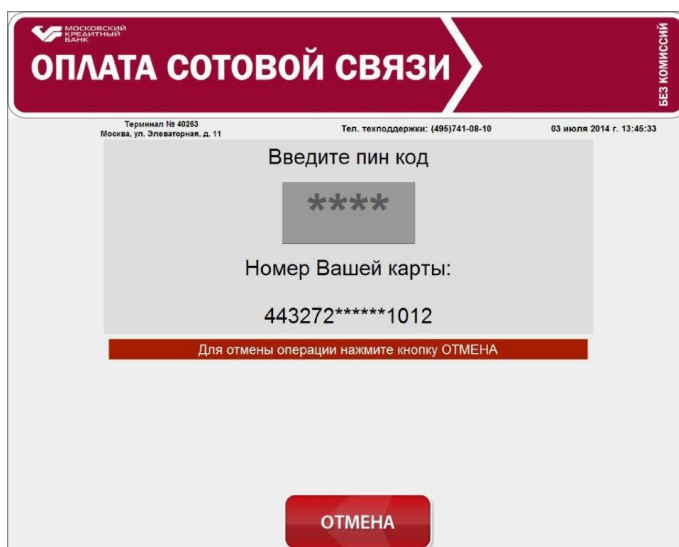 МОСКОВСКИЙ
КРЕДИТНЫЙ
БАНК
ОПЛАТА СОТОВОЙ СВЯЗИ
БЕЗ КОМИССИЙ
Терминал № 40263
Москва, ул. Элеваторная, д. 11
Тел. техподдержки: (495)741-08-10
03 июля 2014 г. 13:45:33
Введите пин код
****
Номер Вашей карты:
443272******1012
Для отмены операции нажмите кнопку ОТМЕНА
ОТМЕНА